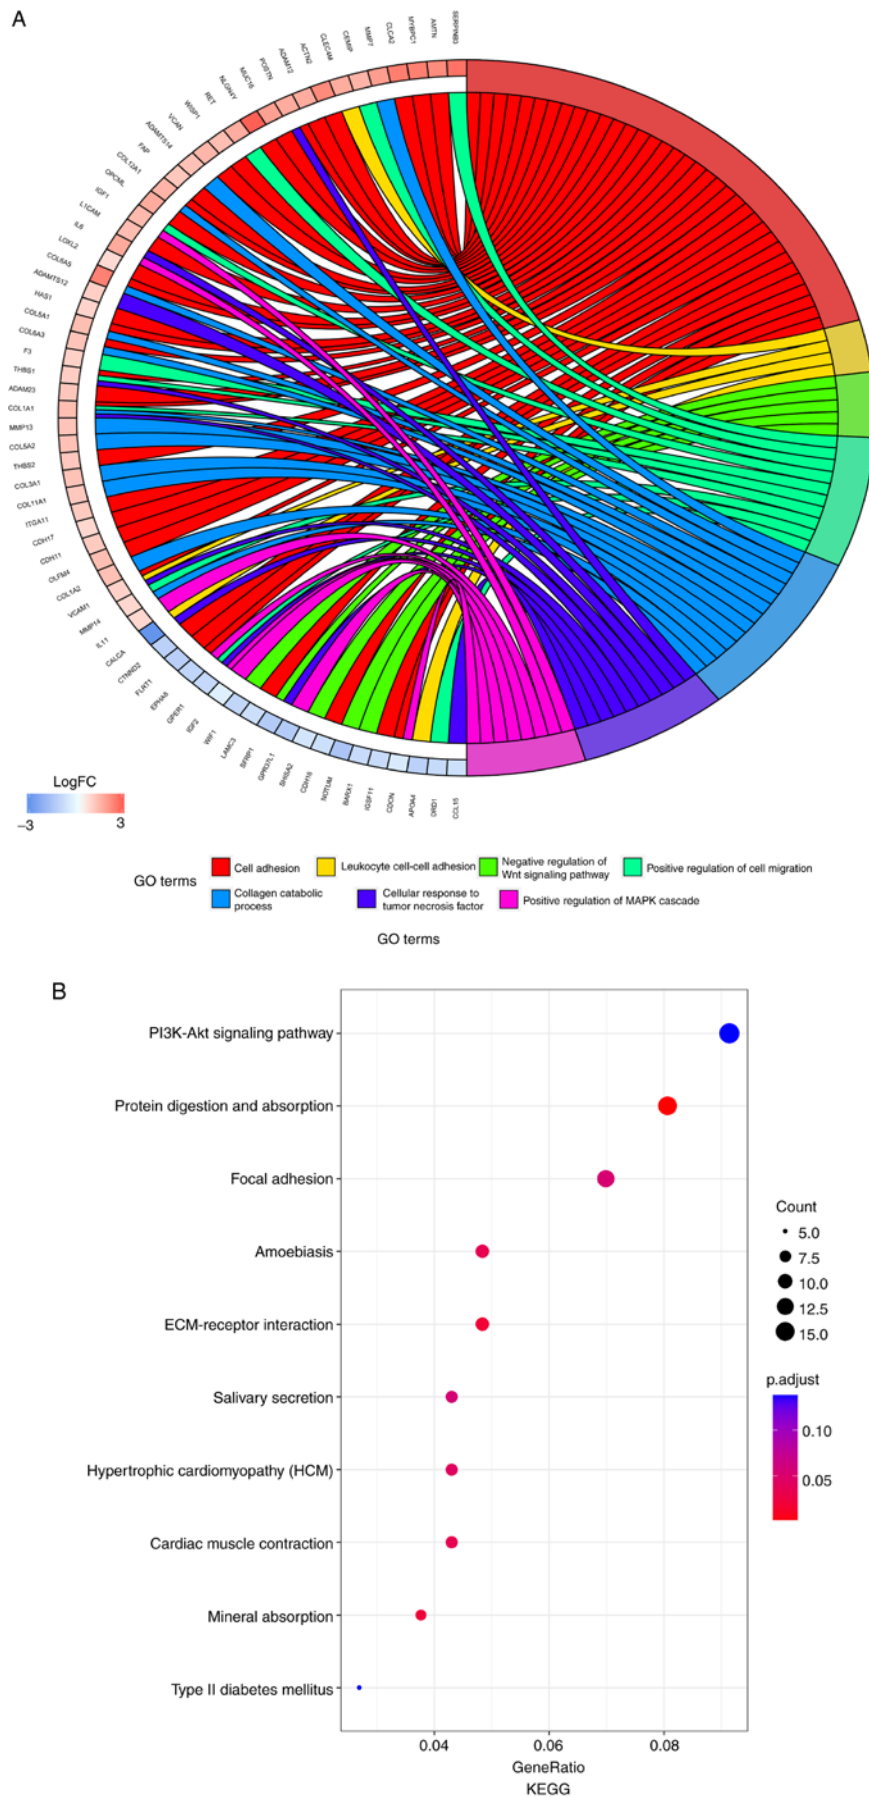 A
SERPINB3
AMTN
MYBPC1
CLCA2
MMP7
CEMIP
CLEC4M
ACTN2
ADAM12
POSTN
MUC16
NLGN4Y
RET
WISP1
VCAN
ADAMTS14
FAP
COL12A1
OPCML
IGF1
L1CAM
IL6
LOXL2
COL6A5
ADAMTS12
HAS1
COL5A1
COL6A3
F3
THBS1
ADAM23
COL1A1
MMP13
COL5A2
THBS2
COL3A1
COL11A1
ITGA11
CDH17
CDH11
OLFM4
COL1A2
VCAM1
MMP14
IL11
CALCA
CTNND2
FLRT1
EPHA8
GPER1
IGF2
WIF1
LAMC3
SFRP1
GPR37L1
SHISA2
CDH16
NOTUM
BARX1
IGSF11
CDON
APOA4
DRD1
CCL15
LogFC
−3 3
GO terms
Cell adhesion
Leukocyte cell-cell adhesion
Negative regulation of
Wnt signaling pathway
Positive regulation of cell migration
Collagen catabolic
process
Cellular response to
tumor necrosis factor
Positive regulation of MAPK cascade
GO terms
B
PI3K-Akt signaling pathway
Protein digestion and absorption
Focal adhesion
Amoebiasis
ECM-receptor interaction
Salivary secretion
Hypertrophic cardiomyopathy (HCM)
Cardiac muscle contraction
Mineral absorption
Type II diabetes mellitus
0.04 0.06 0.08
GeneRatio
KEGG
Count
5.0
7.5
10.0
12.5
15.0
p.adjust
0.10
0.05